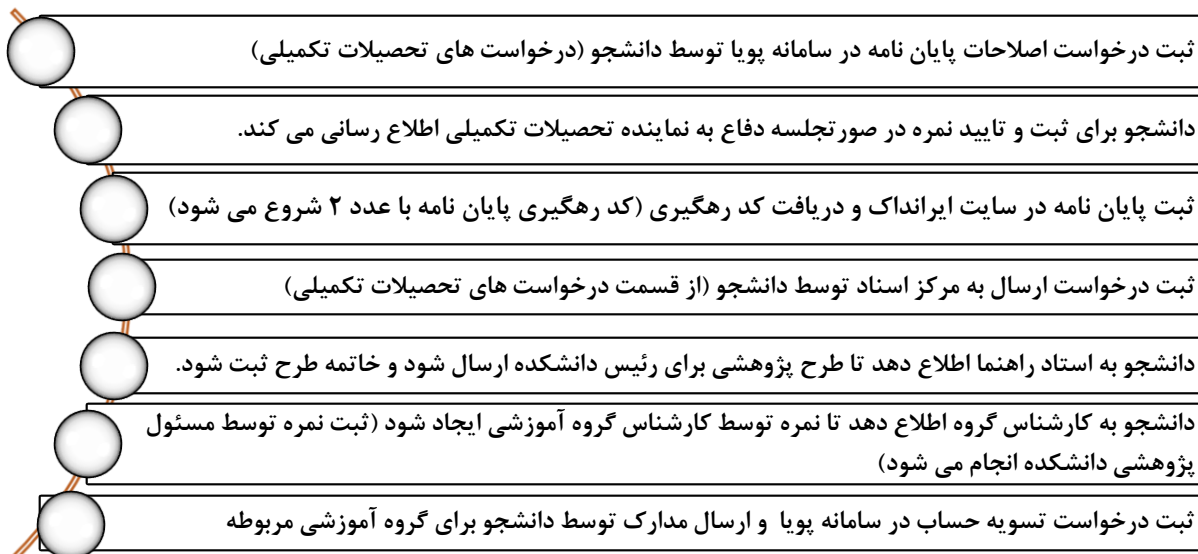 ثبت درخواست اصلاحات پایان نامه در سامانه پویا توسط دانشجو (درخواست های تحصیلات تکمیلی)
دانشجو برای ثبت و تایید نمره در صورتجلسه دفاع به نماینده تحصیلات تکمیلی اطلاع رسانی می کند.
ثبت پایان نامه در سایت ایرانداک و دریافت کد رهگیری (کد رهگیری پایان نامه با عدد ۲ شروع می شود)
ثبت درخواست ارسال به مرکز اسناد توسط دانشجو (از قسمت درخواست های تحصیلات تکمیلی)
دانشجو به استاد راهنما اطلاع دهد تا طرح پژوهشی برای رئیس دانشکده ارسال شود و خاتمه طرح ثبت شود.
دانشجو به کارشناس گروه اطلاع دهد تا نمره توسط کارشناس گروه آموزشی ایجاد شود (ثبت نمره توسط مسئول
پژوهشی دانشکده انجام می شود)
ثبت درخواست تسویه حساب در سامانه پویا و ارسال مدارک توسط دانشجو برای گروه آموزشی مربوطه